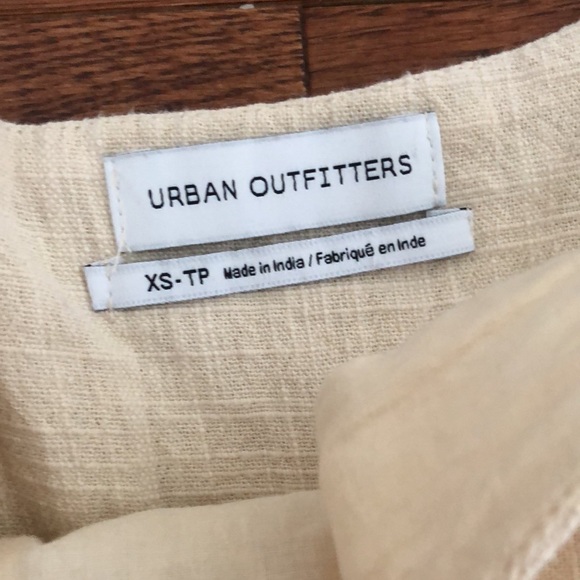 URBAN OUTFITTERS
XS-TP Made in India / Fabriqué en Inde